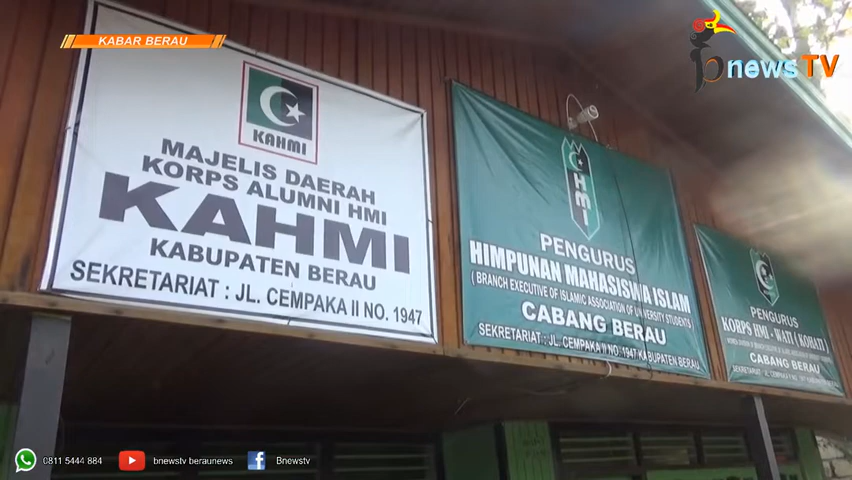 KABAR BERAU
bnewsTV
KAHMI
MAJELIS DAERAH
KORPS ALUMNI HMI
KAHMI
KABUPATEN BERAU
SEKRETARIAT : JL. CEMPAKA II NO. 1947
HMI
PENGURUS
HIMPUNAN MAHASISWA ISLAM
( BRANCH EXECUTIVE OF ISLAMIC ASSOCIATION OF UNIVERSITY STUDENTS )
CABANG BERAU
SEKRETARIAT : JL. CEMPAKA II NO. 1947 KABUPATEN BERAU
PENGURUS
KORPS HMI - WATI (KOHATI)
CABANG BERAU
0811 5444 884
bnewstv beraunews
Bnewstv